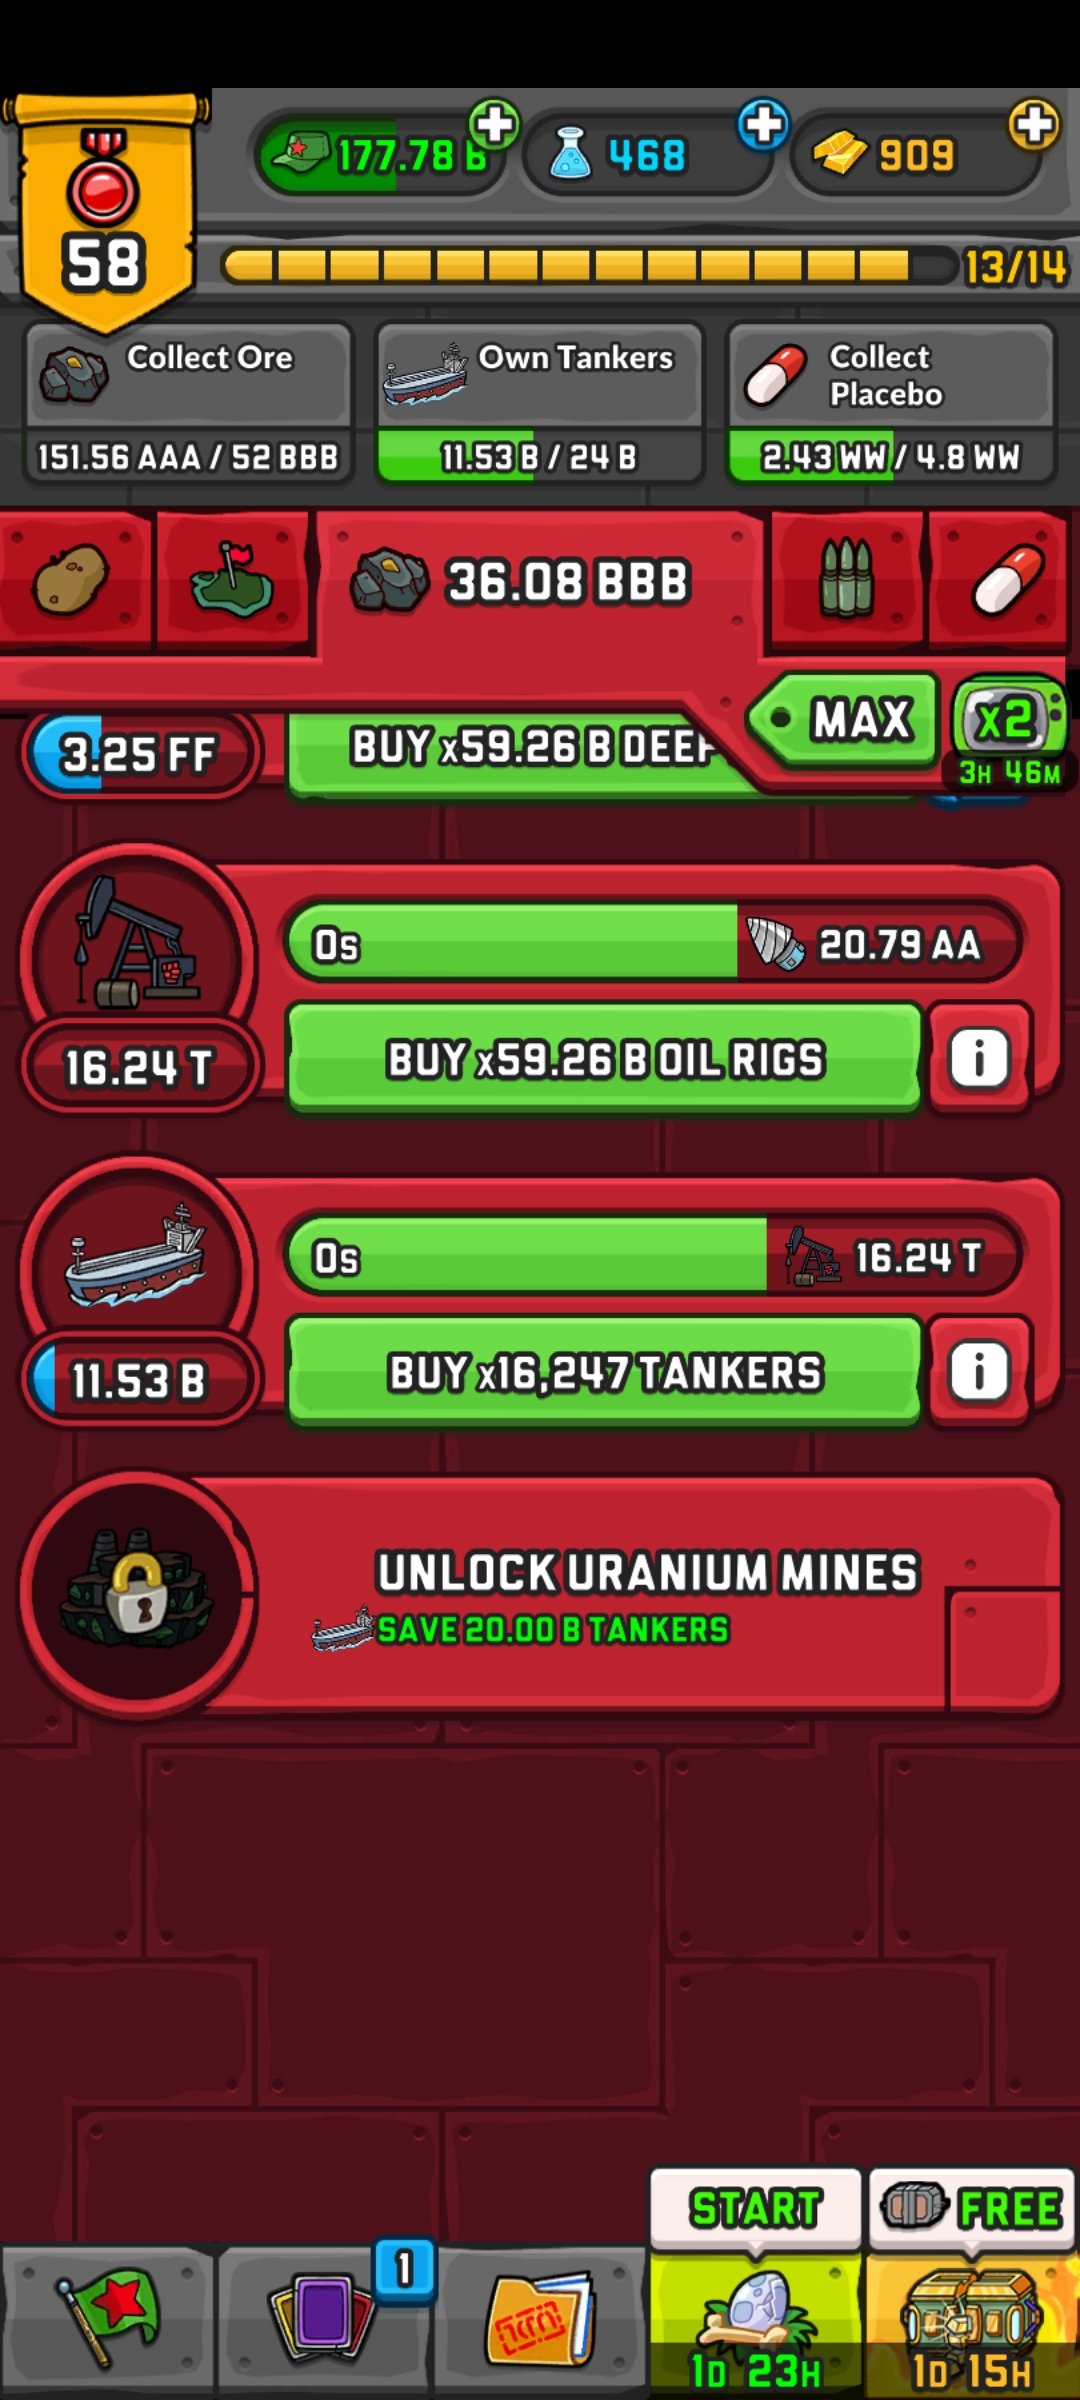 177.78 B
468
909
58
13/14
Collect Ore
151.56 AAA / 52 BBB
Own Tankers
11.53 B / 24 B
Collect
Placebo
2.43 WW / 4.8 WW
36.08 BBB
MAX
x2
3H 46M
3.25 FF
BUY x59.26 B DEEP
0s
20.79 AA
16.24 T
BUY x59.26 B OIL RIGS
i
0s
16.24 T
11.53 B
BUY x16,247 TANKERS
i
UNLOCK URANIUM MINES
SAVE 20.00 B TANKERS
START
FREE
1
1D 23H
1D 15H